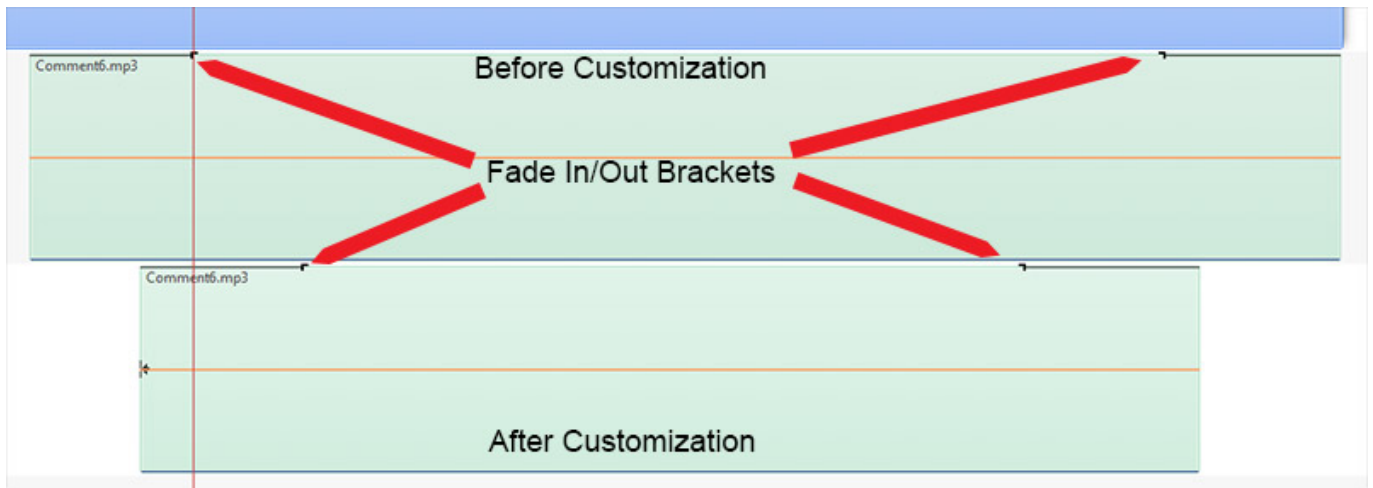 Comment6.mp3
Before Customization
Fade In/Out Brackets
Comment6.mp3
After Customization